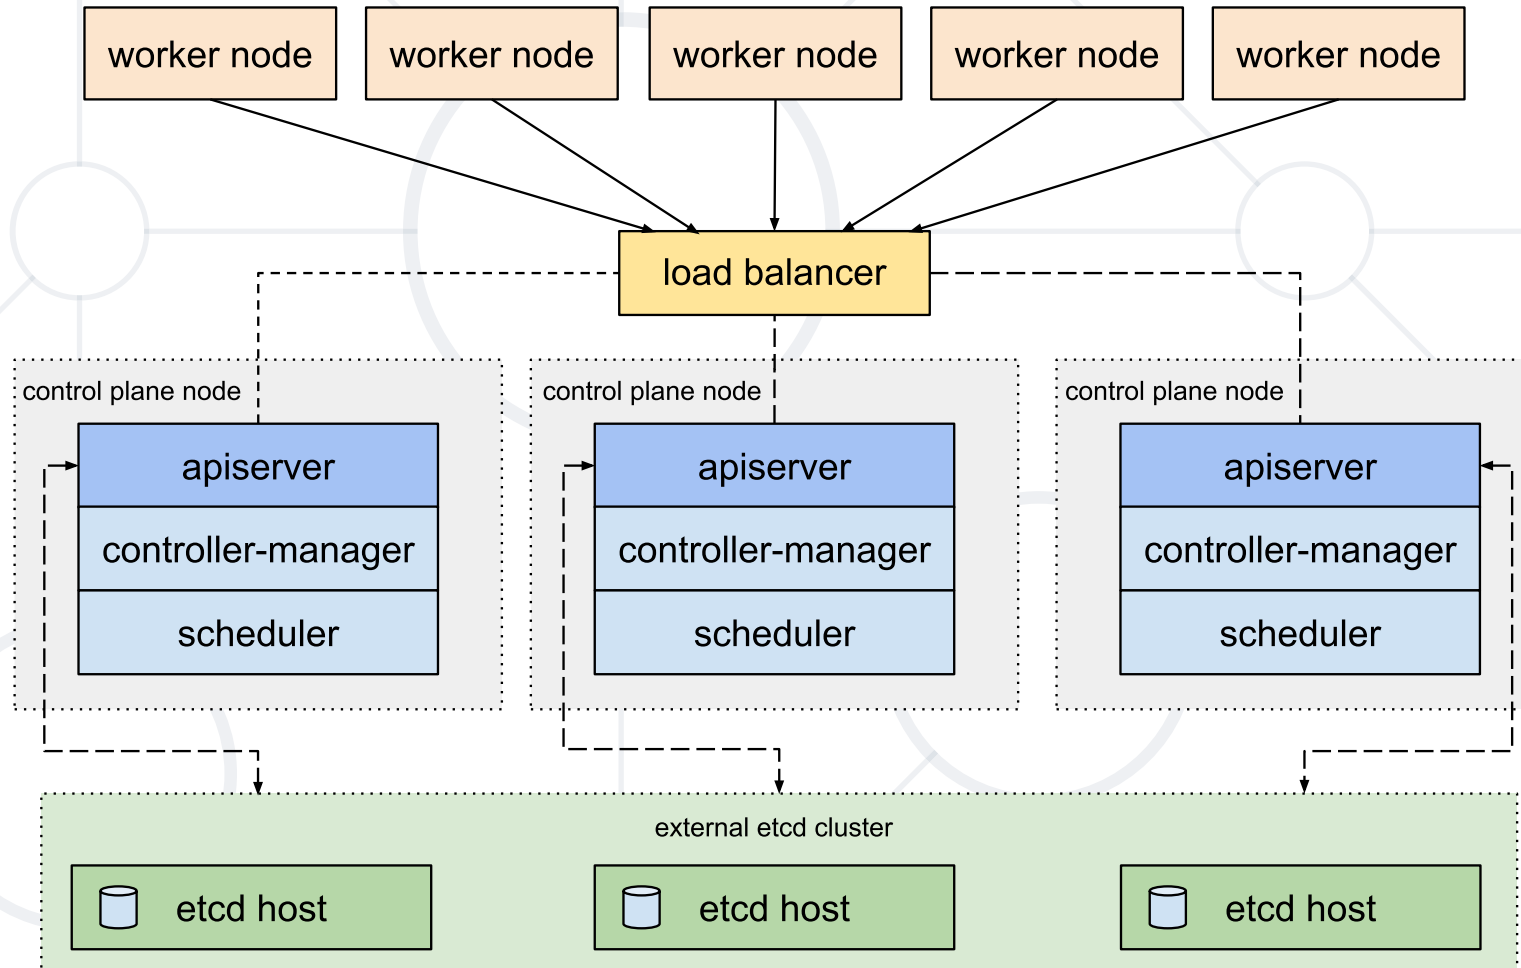 worker node
worker node
worker node
worker node
worker node
load balancer
control plane node
control plane node
control plane node
apiserver
apiserver
apiserver
controller-manager
controller-manager
controller-manager
scheduler
scheduler
scheduler
external etcd cluster
etcd host
etcd host
etcd host